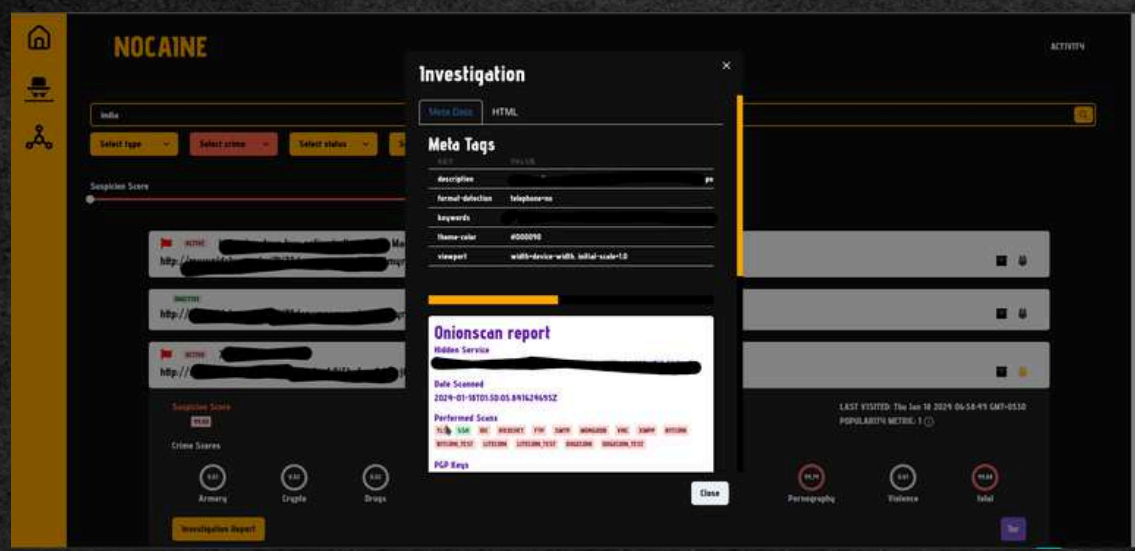 NOCAINE
ACTIVITY
Investigation
Meta Data HTML
india
Meta Tags
KEY VALUE
Select type Select crime Select status
description
format-detection telephone=no
Suspicion Score
keywords
theme-color #000090
viewport width=device-width, initial-scale=1.0
ACTIVE
http:/
INACTIVE
http://
ACTIVE
http://
Onionscan report
Hidden Service
Date Scanned
2024-01-18T01:30:05.891624695Z
Performed Scans
TLS SSH IRC RICOCHET FTP SMTP MONGODB VNC XMPP BITCOIN
BITCOIN_TEST LITECOIN LITECOIN_TEST DOGECOIN DOGECOIN_TEST
PGP Keys
Close
Suspicion Score
LAST VISITED: Thu Jan 18 2024 06:58:49 GMT+0530
POPULARITY METRIC: 1
Crime Scores
Armory Crypto Drugs Pornography Violence Total
Investigation Report
Tor